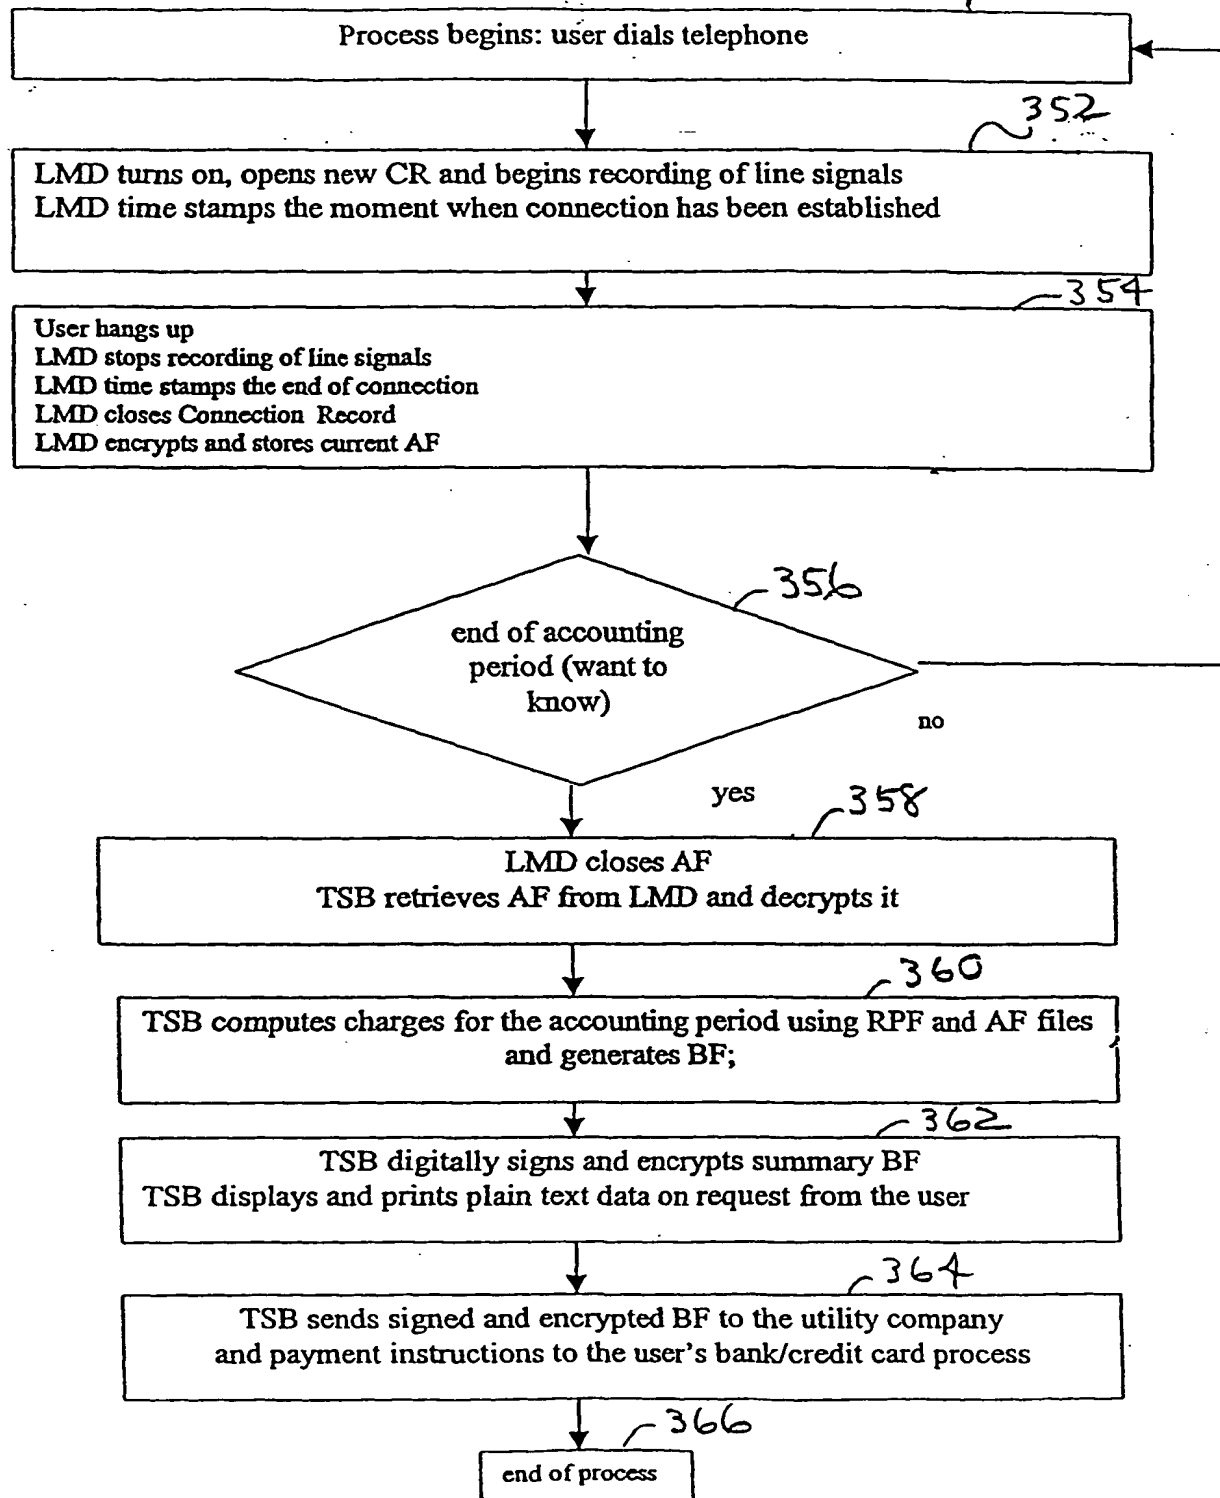 Process begins: user dials telephone
352
LMD turns on, opens new CR and begins recording of line signals
LMD time stamps the moment when connection has been established
354
User hangs up
LMD stops recording of line signals
LMD time stamps the end of connection
LMD closes Connection Record
LMD encrypts and stores current AF
356
end of accounting
period (want to
know)
no
yes
358
LMD closes AF
TSB retrieves AF from LMD and decrypts it
360
TSB computes charges for the accounting period using RPF and AF files
and generates BF;
362
TSB digitally signs and encrypts summary BF
TSB displays and prints plain text data on request from the user
364
TSB sends signed and encrypted BF to the utility company
and payment instructions to the user's bank/credit card process
366
end of process